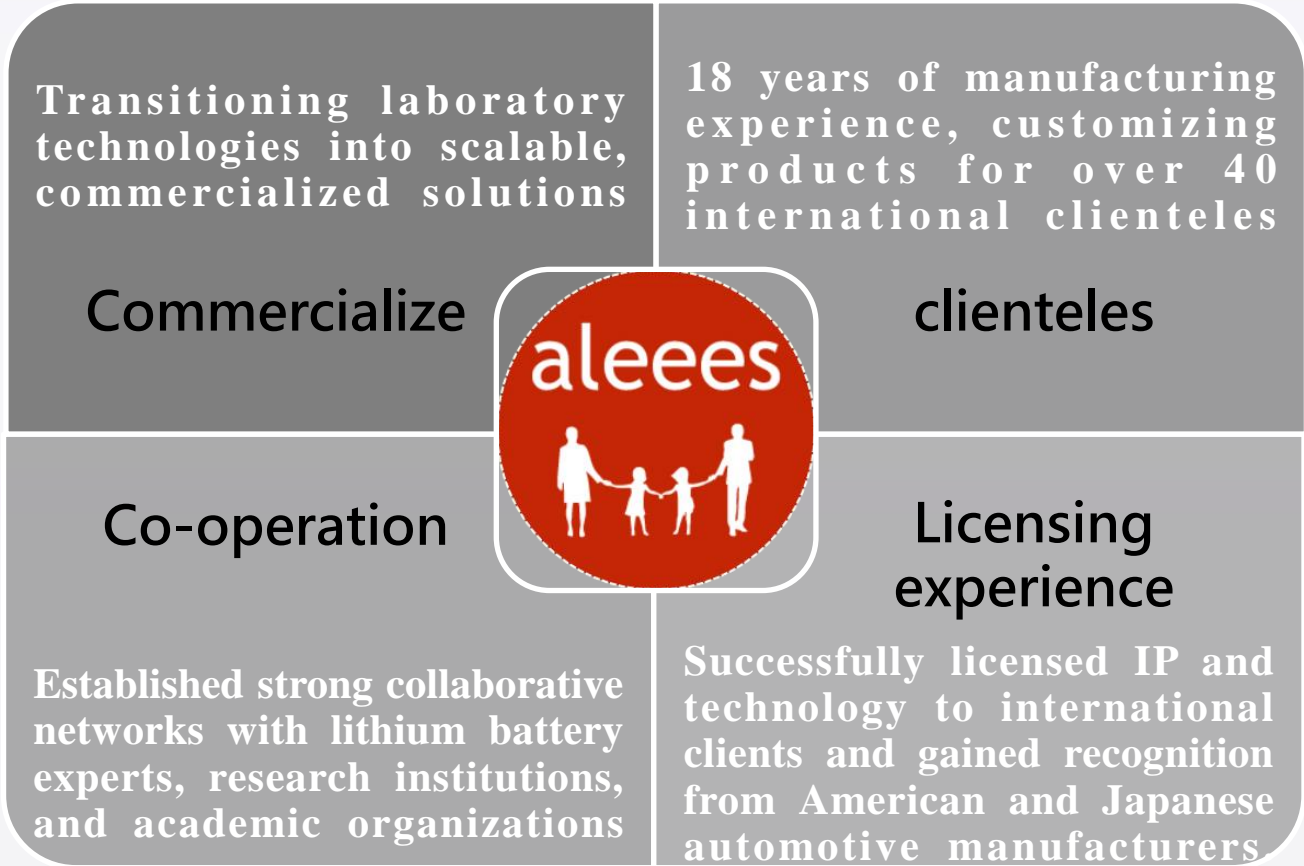 Transitioning laboratory
technologies into scalable,
commercialized solutions
Commercialize
18 years of manufacturing
experience, customizing
products for over 40
international clienteles
clienteles
aleees
Co-operation
Established strong collaborative
networks with lithium battery
experts, research institutions,
and academic organizations
Licensing
experience
Successfully licensed IP and
technology to international
clients and gained recognition
from American and Japanese
automotive manufacturers.